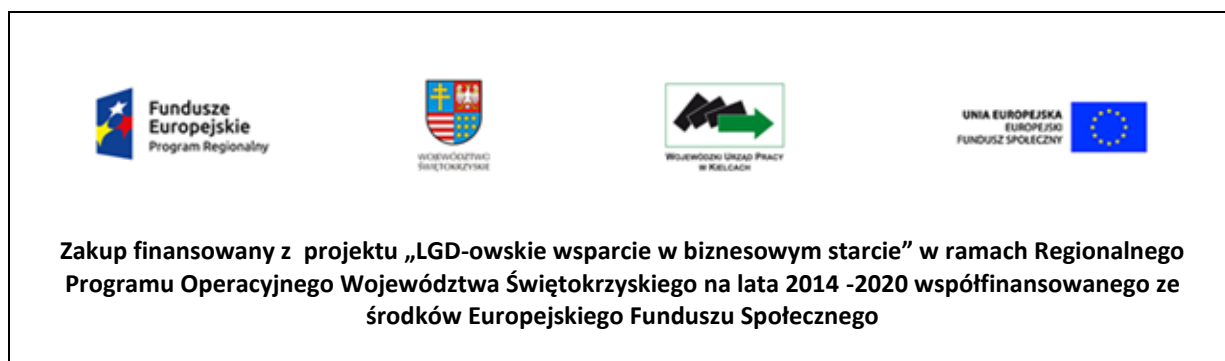 Fundusze
Europejskie
Program Regionalny
WOJEWÓDZTWO
ŚWIĘTOKRZYSKIE
WOJEWÓDZKI URZĄD PRACY
W KIELCACH
UNIA EUROPEJSKA
EUROPEJSKI
FUNDUSZ SPOŁECZNY
Zakup finansowany z  projektu „LGD-owskie wsparcie w biznesowym starcie” w ramach Regionalnego
Programu Operacyjnego Województwa Świętokrzyskiego na lata 2014 -2020 współfinansowanego ze
środków Europejskiego Funduszu Społecznego